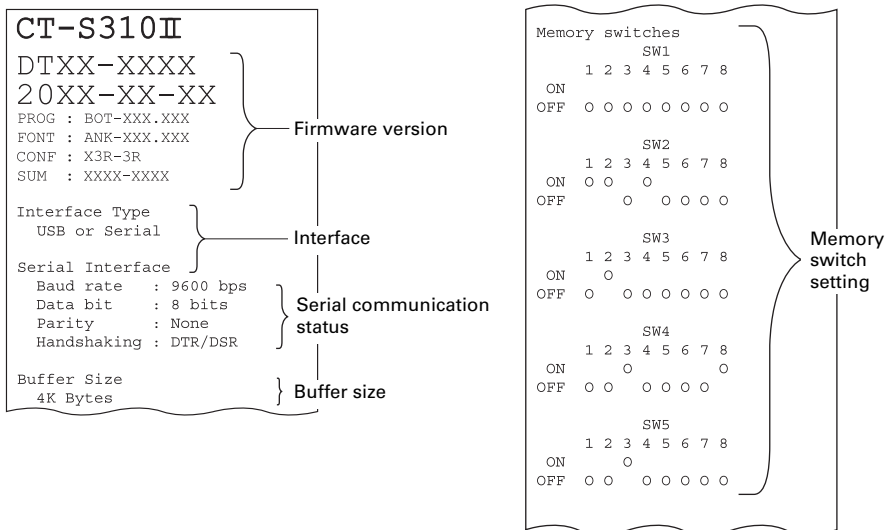 CT-S310Ⅱ
DTXX-XXXX
20XX-XX-XX
PROG : BOT-XXX.XXX
FONT : ANK-XXX.XXX
CONF : X3R-3R
SUM : XXXX-XXXX
Firmware version
Interface Type
USB or Serial
Interface
Serial Interface
Baud rate : 9600 bps
Data bit : 8 bits
Parity : None
Handshaking : DTR/DSR
Serial communication
status
Buffer Size
4K Bytes
Buffer size
Memory switches
SW1
1 2 3 4 5 6 7 8
ON
OFF O O O O O O O O
SW2
1 2 3 4 5 6 7 8
ON O O O
OFF O O O O O
SW3
1 2 3 4 5 6 7 8
ON O
OFF O O O O O O O
SW4
1 2 3 4 5 6 7 8
ON O O
OFF O O O O O O
SW5
1 2 3 4 5 6 7 8
ON O
OFF O O O O O O O
Memory
switch
setting